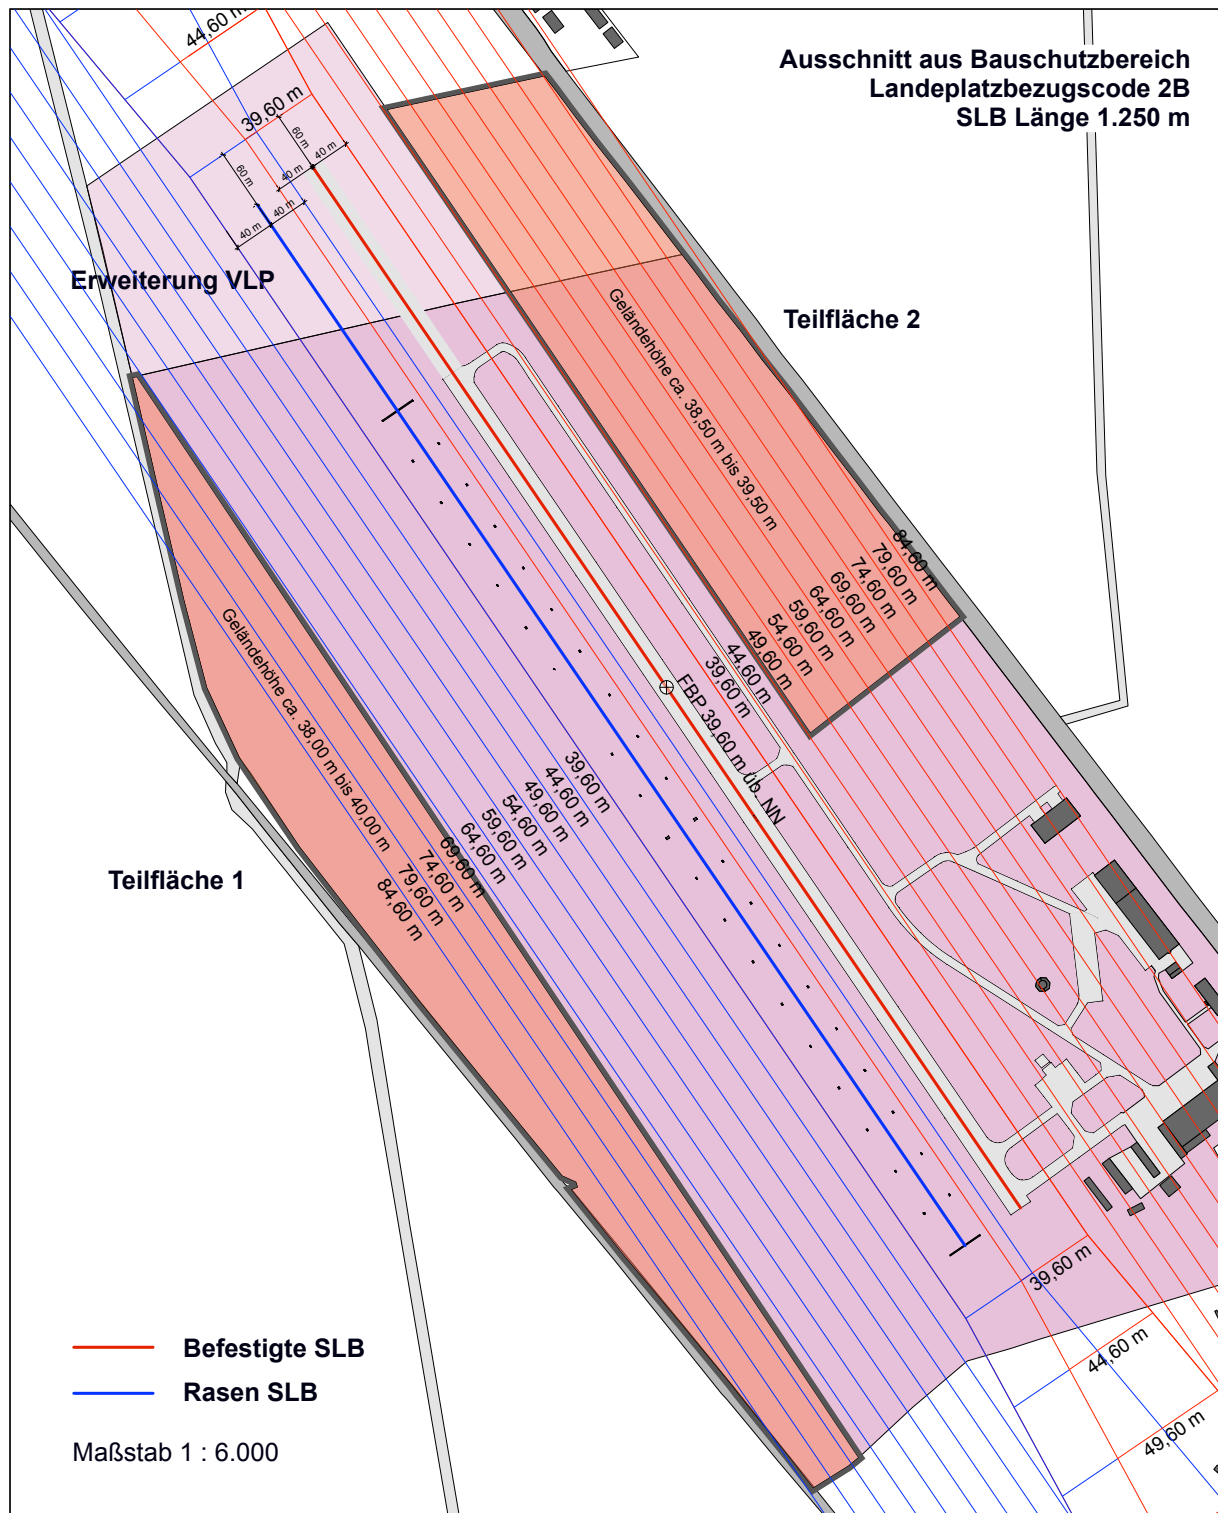 44,60 m
Ausschnitt aus Bauschutzbereich
Landeplatzbezugscode 2B
SLB Länge 1.250 m
39,60 m
60 m
40 m
40 m
60 m
40 m
40 m
Erweiterung VLP
Teilfläche 2
Geländehöhe ca. 38,50 m bis 39,50 m
84,60 m
79,60 m
74,60 m
69,60 m
64,60 m
59,60 m
54,60 m
49,60 m
44,60 m
39,60 m
FBP 39,60 m üb. NN
Geländehöhe ca. 38,00 m bis 40,00 m
39,60 m
44,60 m
49,60 m
54,60 m
59,60 m
64,60 m
69,60 m
74,60 m
79,60 m
84,60 m
Teilfläche 1
39,60 m
44,60 m
49,60 m
Befestigte SLB
Rasen SLB
Maßstab 1 : 6.000